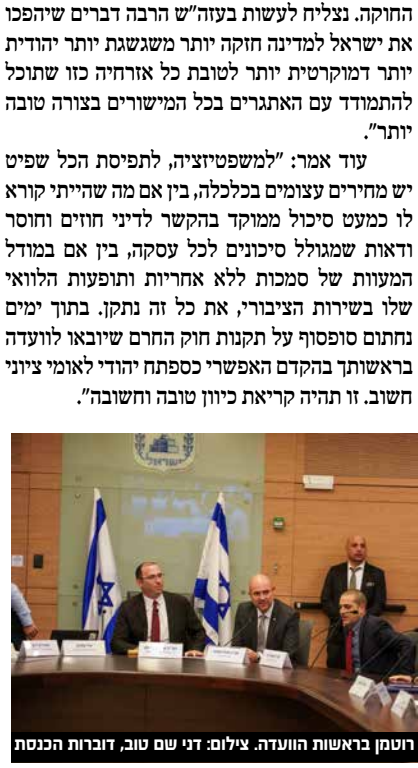 החוקה. נצליח לעשות בעזה"ש הרבה דברים שיהפכו
את ישראל למדינה חזקה יותר משגשגת יותר יהודית
יותר דמוקרטית יותר לטובת כל אזרחיה כזו שתוכל
להתמודד עם האתגרים בכל המישורים בצורה טובה
יותר".
עוד אמר: "למשפטיזציה, לתפיסת הכל שפיט
יש מחירים עצומים בכלכלה, בין אם מה שהייתי קורא
לו כמעט סיכול ממוקד בהקשר לדיני חוזים וחוסר
ודאות שמגולל סיכונים לכל עסקה, בין אם במודל
המעוות של סמכות ללא אחריות ותופעות הלוואי
שלו בשירות הציבורי, את כל זה נתקן. בתוך ימים
נחתום סופסוף על תקנות חוק החרם שיובאו לוועדה
בראשותך בהקדם האפשרי כספתח יהודי לאומי ציוני
חשוב. זו תהיה קריאת כיוון טובה וחשובה".
ישראל
רוטמן בראשות הוועדה. צילום: דני שם טוב, דוברות הכנסת